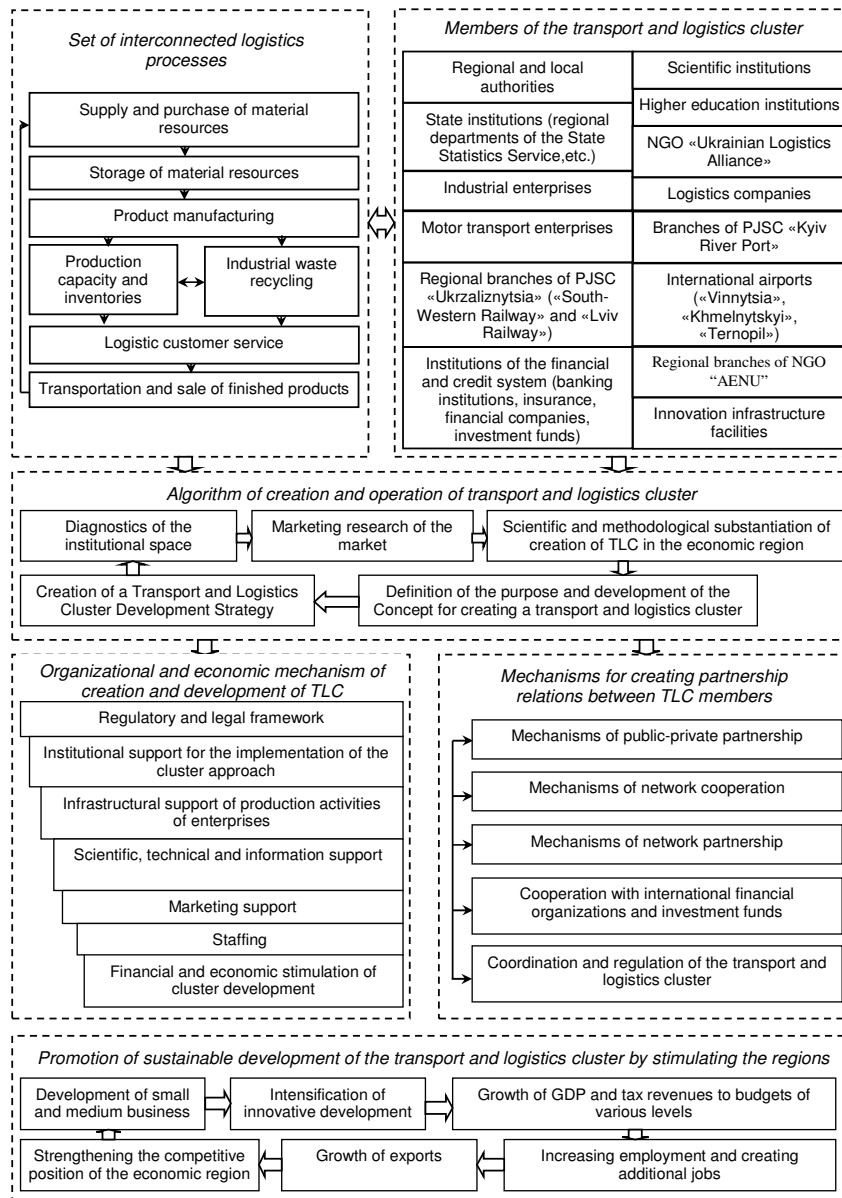 Set of interconnected logistics
processes
Supply and purchase of material
resources
Storage of material resources
Product manufacturing
Production
capacity and
inventories
Industrial waste
recycling
Logistic customer service
Transportation and sale of finished products
Members of the transport and logistics cluster
Regional and local
authorities
State institutions (regional
departments of the State
Statistics Service,etc.)
Industrial enterprises
Motor transport enterprises
Regional branches of PJSC
«Ukrzaliznytsia» («South-
Western Railway» and «Lviv
Railway»)
Institutions of the financial
and credit system (banking
institutions, insurance,
financial companies,
investment funds)
Scientific institutions
Higher education institutions
NGO «Ukrainian Logistics
Alliance»
Logistics companies
Branches of PJSC «Kyiv
River Port»
International airports
(«Vinnytsia»,
«Khmelnytskyi»,
«Ternopil»)
Regional branches of NGO
“AENU”
Innovation infrastructure
facilities
Algorithm of creation and operation of transport and logistics cluster
Diagnostics of the
institutional space
Marketing research of the
market
Scientific and methodological substantiation of
creation of TLC in the economic region
Creation of a Transport and Logistics
Cluster Development Strategy
Definition of the purpose and development of the
Concept for creating a transport and logistics cluster
Organizational and economic mechanism of
creation and development of TLC
Regulatory and legal framework
Institutional support for the implementation of the
cluster approach
Infrastructural support of production activities
of enterprises
Scientific, technical and information support
Marketing support
Staffing
Financial and economic stimulation of
cluster development
Mechanisms for creating partnership
relations between TLC members
Mechanisms of public-private partnership
Mechanisms of network cooperation
Mechanisms of network partnership
Cooperation with international financial
organizations and investment funds
Coordination and regulation of the transport and
logistics cluster
Promotion of sustainable development of the transport and logistics cluster by stimulating the regions
Development of small
and medium business
Intensification of
innovative development
Growth of GDP and tax revenues to budgets of
various levels
Strengthening the competitive
position of the economic region
Growth of exports
Increasing employment and creating
additional jobs